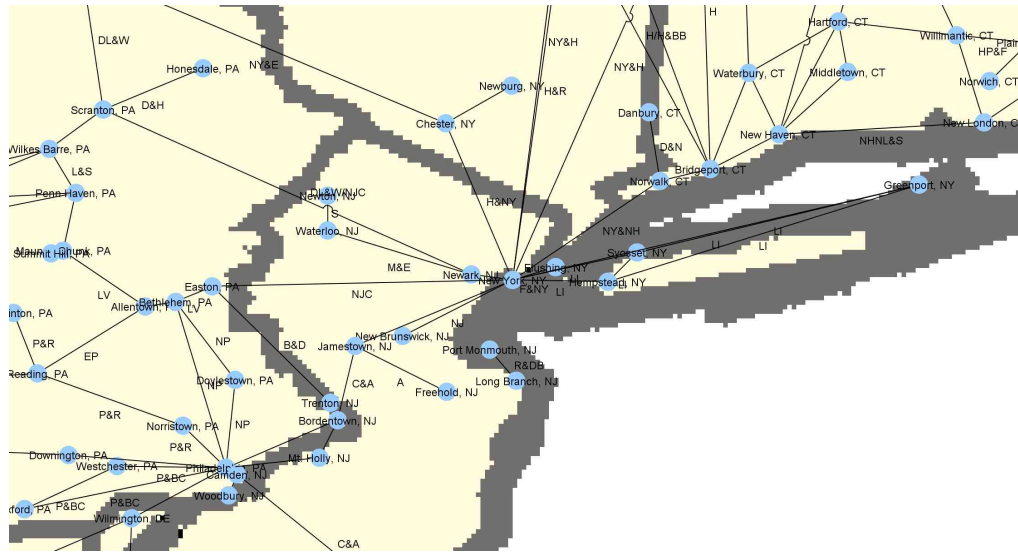 H
Hartford, CT
DL&W
H/H&BB
Willimantic, CT
NY&H
Plain
HP&F
NY&E
Honesdale, PA
NY&H
Waterbury, CT
Middletown, CT
Norwich, CT
Newburg, NY
H&R
D&H
Scranton, PA
Danbury, CT
Chester, NY
New London, C
New Haven, CT
NHNL&S
Wilkes Barre, PA
D&N
L&S
Bridgeport, CT
Norwalk, CT
Greenport, NY
Penn Haven, PA
DL&W/NJC
Newton, NJ
H&NY
S
Waterloo, NJ
NY&NH
LI
LI
LI
Summit Hill, PA
Syosset, NY
M&E
Flushing, NY
Newark, NJ
New York, NY
LI
Hempstead, NY
LI
F&NY
LI
Easton, PA
NJC
LV
Bethlehem, PA
Allentown, P
LV
inton, PA
NJ
New Brunswick, NJ
P&R
NP
B&D
Jamestown, NJ
Port Monmouth, NJ
EP
R&DB
Reading, PA
Doylestown, PA
NP
C&A
A
Long Branch, NJ
Freehold, NJ
Trenton, NJ
P&R
NP
Bordentown, NJ
Norristown, PA
P&R
Downington, PA
Mt. Holly, NJ
Westchester, PA
Philadelphia, PA
Camden, NJ
P&BC
Woodbury, NJ
P&BC
P&BC
xford, PA
Wilmington, DE
C&A